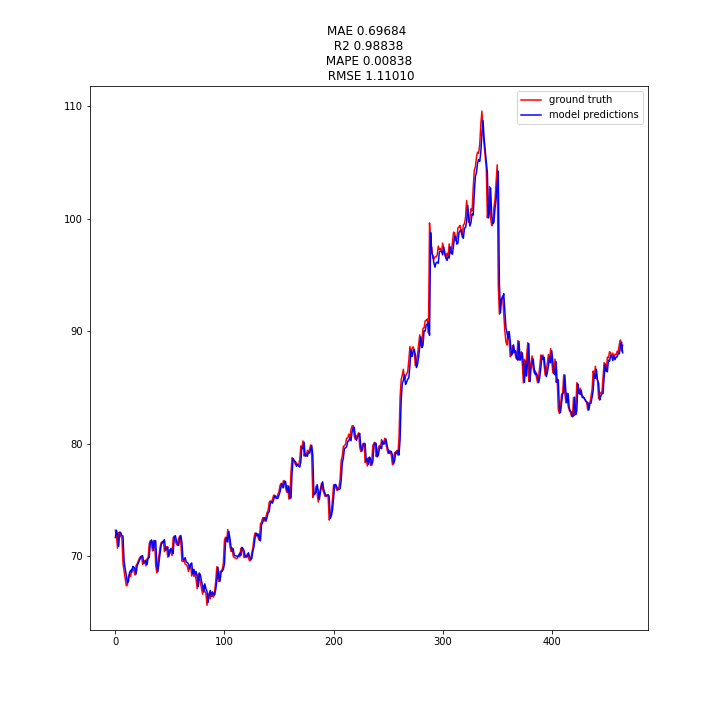 MAE 0.69684
R2 0.98838
MAPE 0.00838
RMSE 1.11010
ground truth
model predictions
110
100
90
80
70
0 100 200 300 400